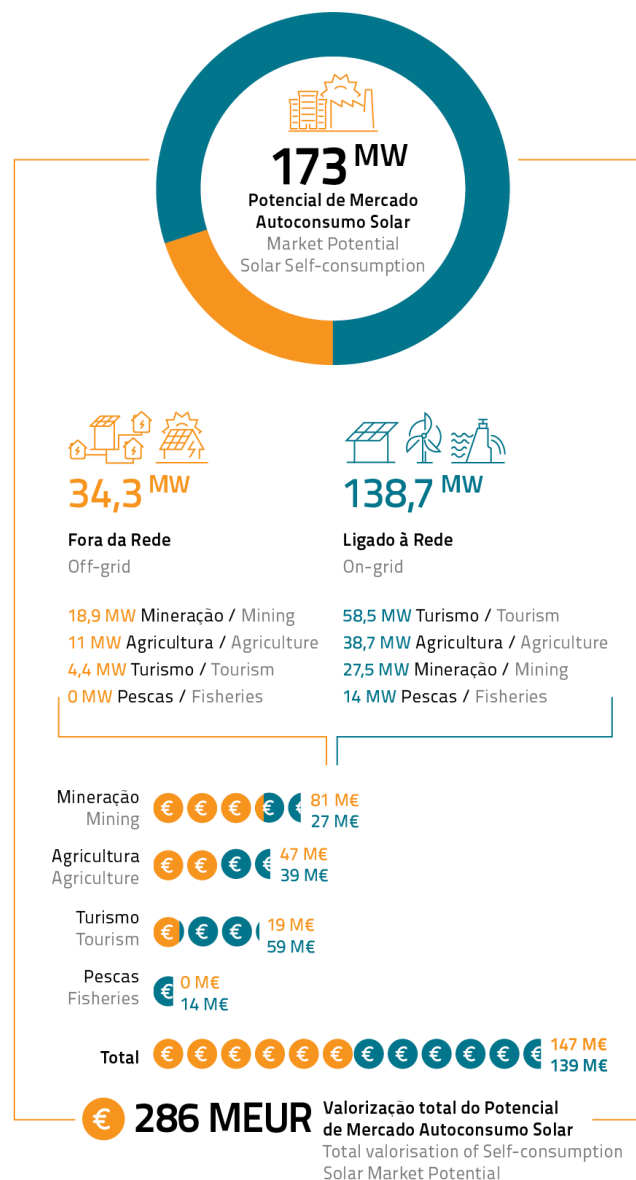 173 MW
Potencial de Mercado
Autoconsumo Solar
Market Potential
Solar Self-consumption
34,3 MW
Fora da Rede
Off-grid
18,9 MW Mineração / Mining
11 MW Agricultura / Agriculture
4,4 MW Turismo / Tourism
0 MW Pescas / Fisheries
138,7 MW
Ligado à Rede
On-grid
58,5 MW Turismo / Tourism
38,7 MW Agricultura / Agriculture
27,5 MW Mineração / Mining
14 MW Pescas / Fisheries
Mineração
Mining
€ € € € €
81 M€
27 M€
Agricultura
Agriculture
€ € € €
47 M€
39 M€
Turismo
Tourism
€ € €
19 M€
59 M€
Pescas
Fisheries
€
0 M€
14 M€
Total
€ € € € € € € € € € € €
147 M€
139 M€
€ 286 MEUR
Valorização total do Potencial
de Mercado Autoconsumo Solar
Total valorisation of Self-consumption
Solar Market Potential